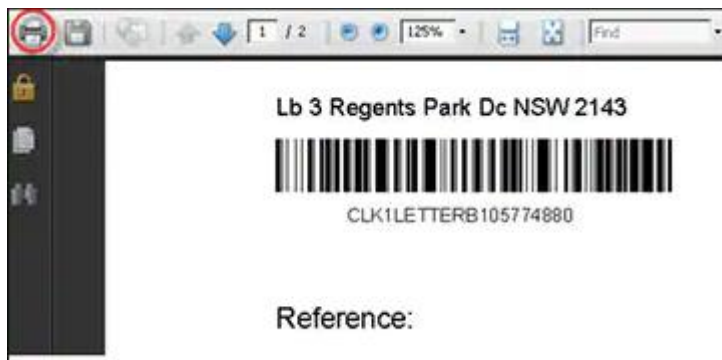 1 / 2 125% Find
Lb 3 Regents Park Dc NSW 2143
CLK1LETTERB105774880
Reference: